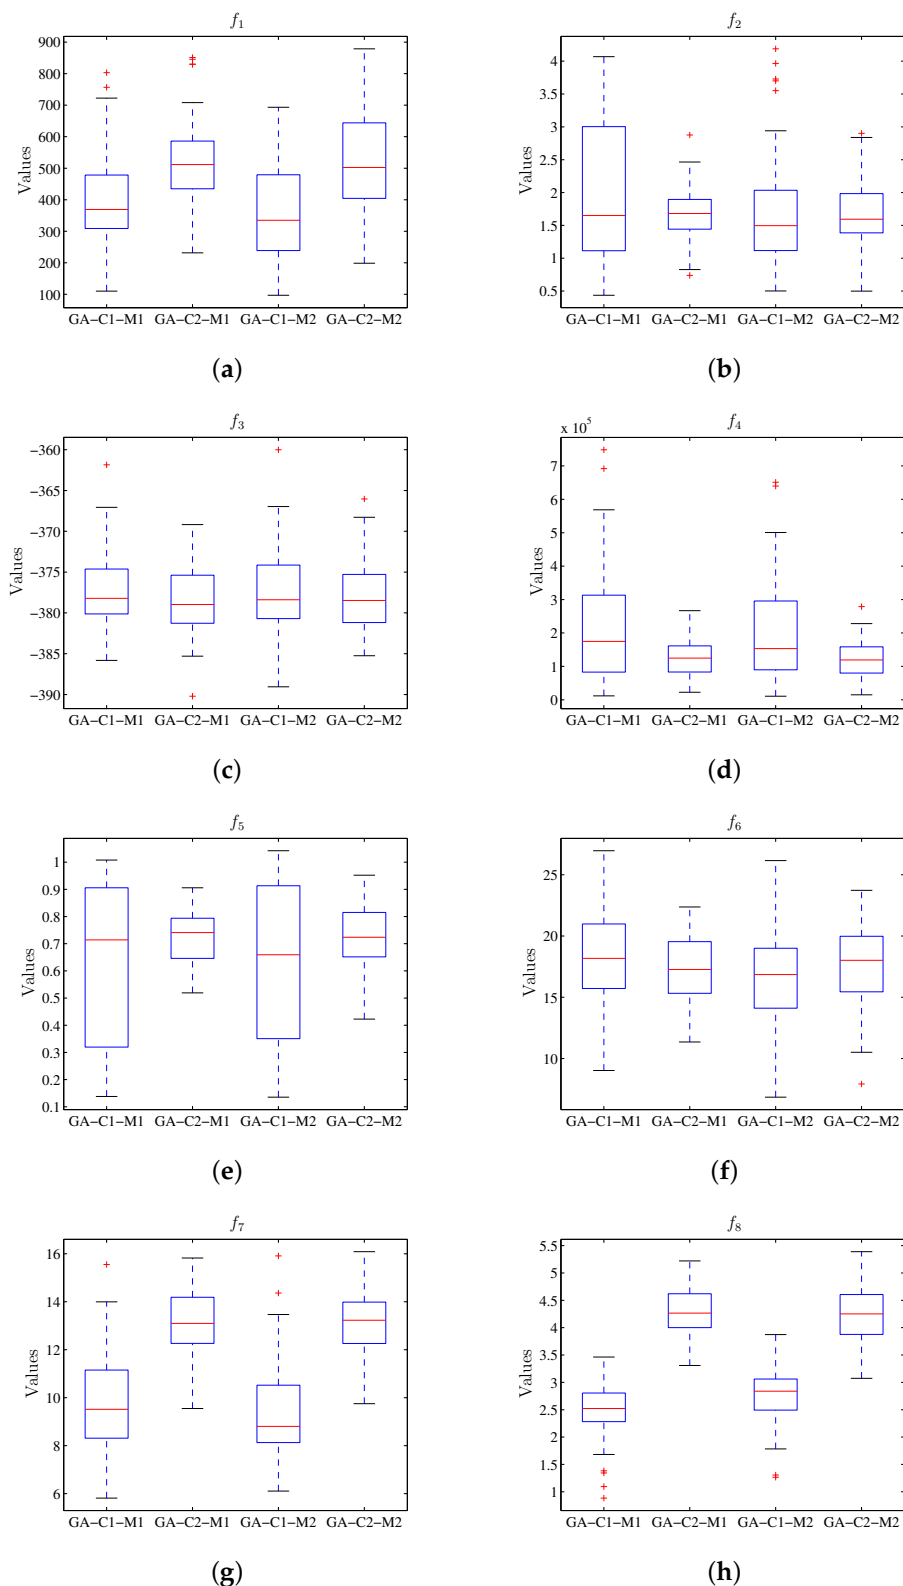 f1
f2
Values
900
800
700
600
500
400
300
200
100
GA−C1−M1 GA−C2−M1 GA−C1−M2 GA−C2−M2
Values
4
3.5
3
2.5
2
1.5
1
0.5
GA−C1−M1 GA−C2−M1 GA−C1−M2 GA−C2−M2
(a)
(b)
f3
f4
Values
−360
−365
−370
−375
−380
−385
−390
GA−C1−M1 GA−C2−M1 GA−C1−M2 GA−C2−M2
x 10^5
Values
7
6
5
4
3
2
1
0
GA−C1−M1 GA−C2−M1 GA−C1−M2 GA−C2−M2
(c)
(d)
f5
f6
Values
1
0.9
0.8
0.7
0.6
0.5
0.4
0.3
0.2
0.1
GA−C1−M1 GA−C2−M1 GA−C1−M2 GA−C2−M2
Values
25
20
15
10
GA−C1−M1 GA−C2−M1 GA−C1−M2 GA−C2−M2
(e)
(f)
f7
f8
Values
16
14
12
10
8
6
GA−C1−M1 GA−C2−M1 GA−C1−M2 GA−C2−M2
Values
5.5
5
4.5
4
3.5
3
2.5
2
1.5
1
GA−C1−M1 GA−C2−M1 GA−C1−M2 GA−C2−M2
(g)
(h)